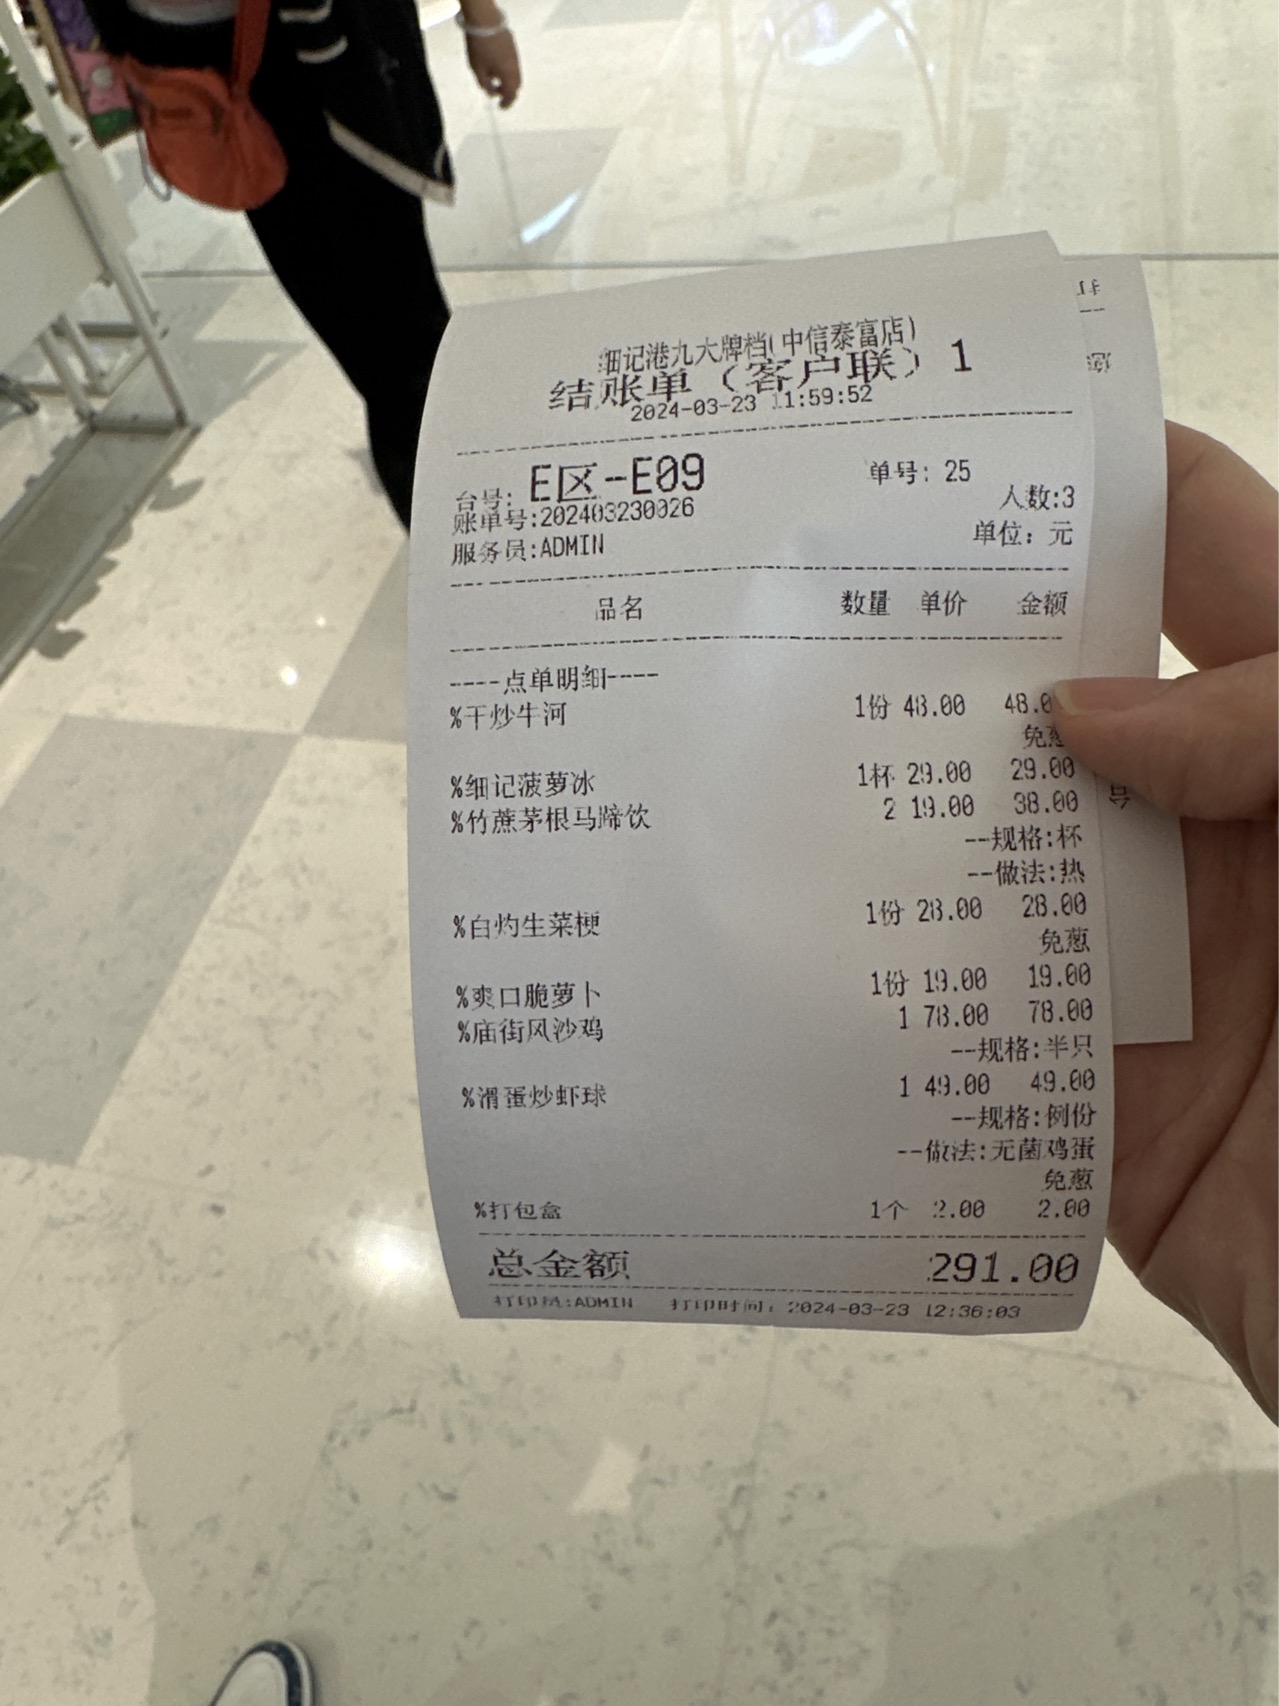 细记港九大牌档(中信泰富店)
结账单（客户联）1
2024-03-23 11:59:52
台号: E区-E09 单号: 25
账单号:202403230026 人数:3
服务员:ADMIN 单位: 元
品名 数量 单价 金额
----点单明细----
%干炒牛河 1份 48.00 48.0
免葱
%细记菠萝冰 1杯 29.00 29.00
%竹蔗茅根马蹄饮 2 19.00 38.00
--规格:杯
--做法:热
%白灼生菜梗 1份 28.00 28.00
免葱
%爽口脆萝卜 1份 19.00 19.00
%庙街风沙鸡 1 78.00 78.00
--规格:半只
%滑蛋炒虾球 1 49.00 49.00
--规格:例份
--做法:无菌鸡蛋
免葱
%打包盒 1个 2.00 2.00
总金额 291.00
打印员:ADMIN 打印时间: 2024-03-23 12:36:03